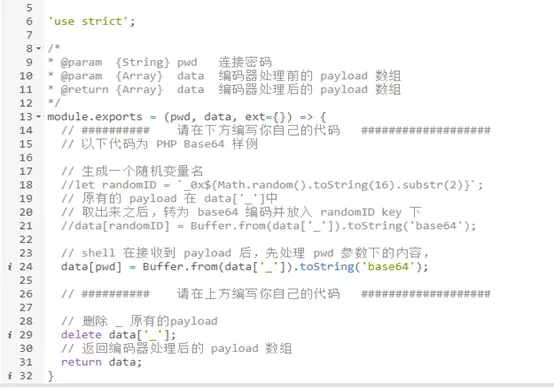 5
6 'use strict';
7
8 /*
9 * @param {String} pwd 连接密码
10 * @param {Array} data 编码器处理前的 payload 数组
11 * @return {Array} data 编码器处理后的 payload 数组
12 */
13 module.exports = (pwd, data, ext={}) => {
14 // ########## 请在下方编写你自己的代码 ###################
15 // 以下代码为 PHP Base64 样例
16
17 // 生成一个随机变量名
18 //let randomID = `_0x${Math.random().toString(16).substr(2)}`;
19 // 原有的 payload 在 data['_']中
20 // 取出来之后，转为 base64 编码并放入 randomID key 下
21 //data[randomID] = Buffer.from(data['_']).toString('base64');
22
23 // shell 在接收到 payload 后，先处理 pwd 参数下的内容，
i 24 data[pwd] = Buffer.from(data['_']).toString('base64');
25
26 // ########## 请在上方编写你自己的代码 ###################
27
28 // 删除 _ 原有的payload
i 29 delete data['_'];
30 // 返回编码器处理后的 payload 数组
31 return data;
i 32 }